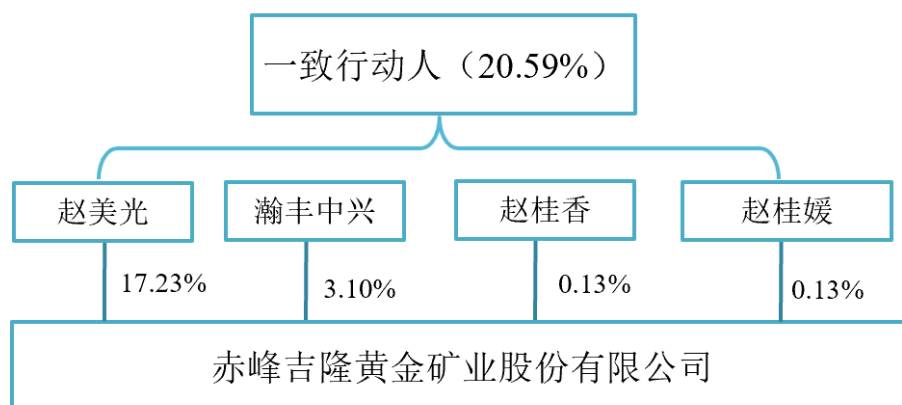 一致行动人（20.59%）
赵美光
瀚丰中兴
赵桂香
赵桂媛
17.23%
3.10%
0.13%
0.13%
赤峰吉隆黄金矿业股份有限公司